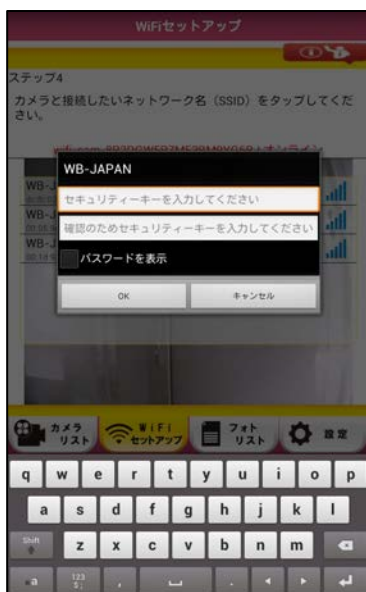 WiFiセットアップ
ステップ4
カメラと接続したいネットワーク名（SSID）をタップしてくだ
さい。
WB-JAPAN
WB-J
セキュリティーキーを入力してください
WB-J
確認のためセキュリティーキーを入力してください
WB-J
パスワードを表示
OK キャンセル
カメラ
リスト
WiFi
セットアップ
フォト
リスト
設定
q w e r t y u i o p
a s d f g h j k l
Shift z x c v b n m
123
, .